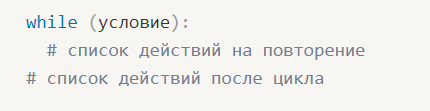 while (условие):
# список действий на повторение
# список действий после цикла